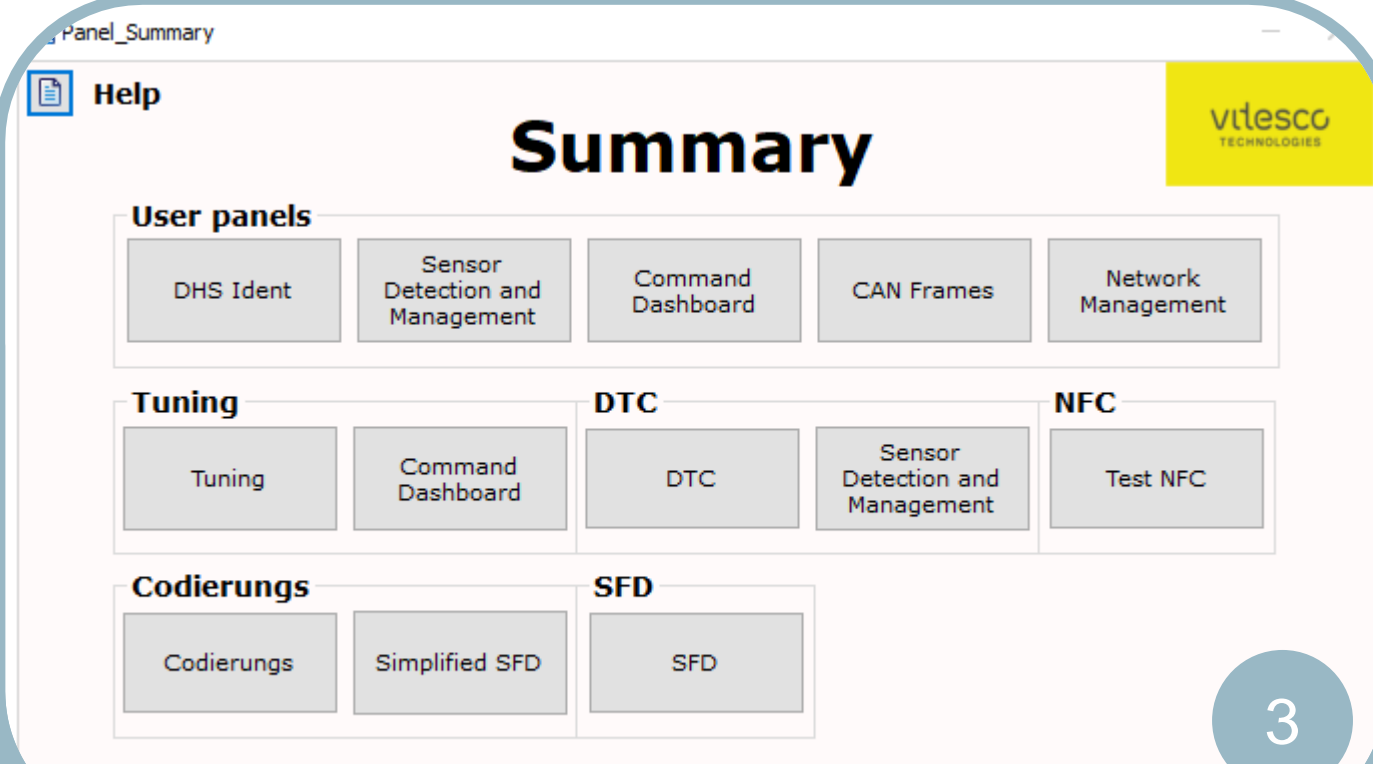 Panel_Summary
Help
vitesco
TECHNOLOGIES
Summary
User panels
DHS Ident
Sensor
Detection and
Management
Command
Dashboard
CAN Frames
Network
Management
Tuning
Tuning
Command
Dashboard
DTC
DTC
Sensor
Detection and
Management
NFC
Test NFC
Codierungs
Codierungs
Simplified SFD
SFD
SFD
3